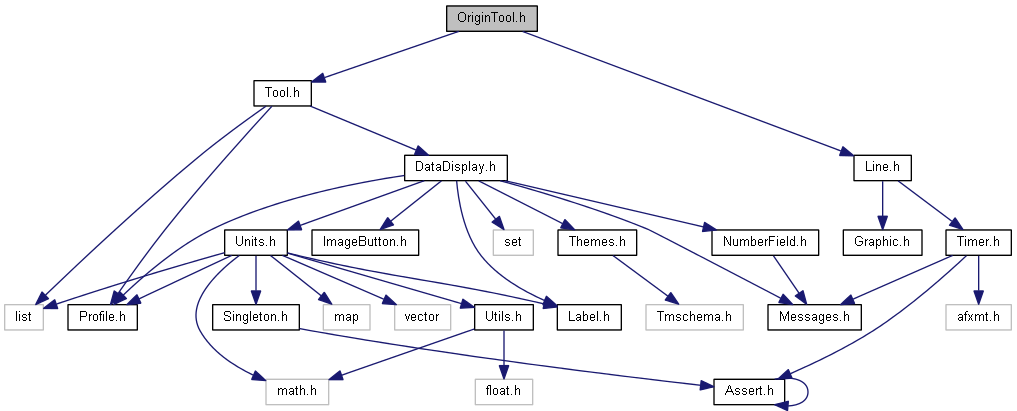 OriginTool.h
Tool.h
DataDisplay.h
Line.h
Units.h
ImageButton.h
set
Themes.h
NumberField.h
Graphic.h
Timer.h
list
Profile.h
Singleton.h
map
vector
Utils.h
Label.h
Tmschema.h
Messages.h
afxmt.h
math.h
float.h
Assert.h